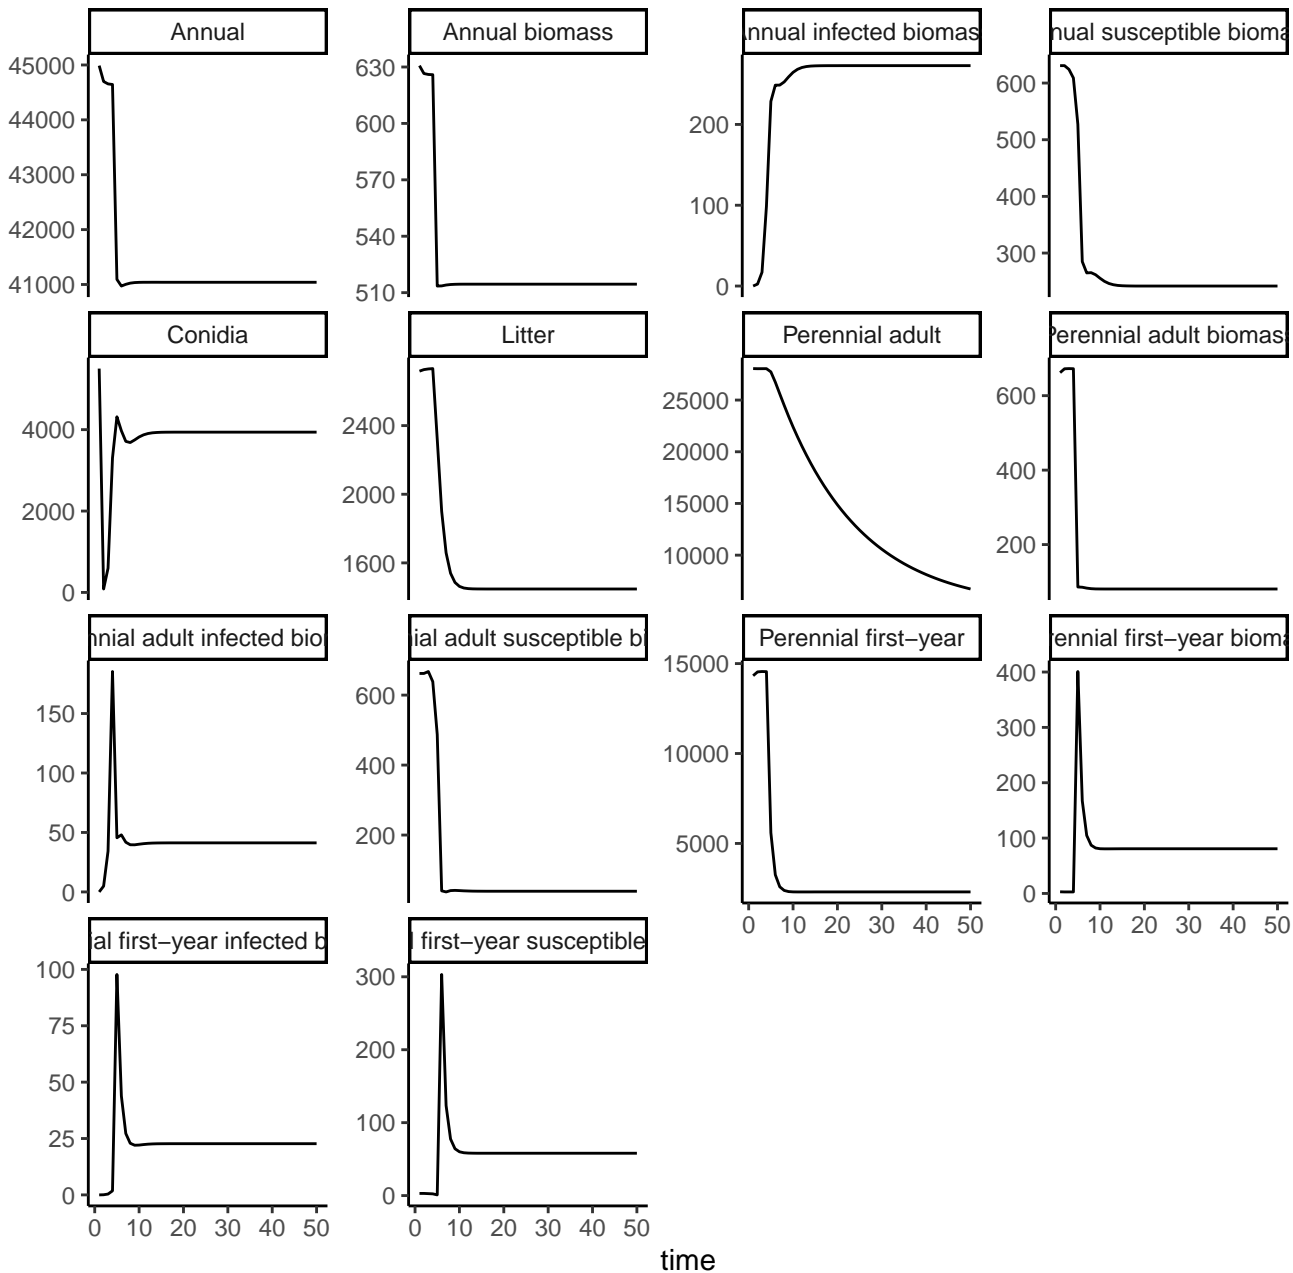 Annual
Annual biomass
Annual infected biomas
nual susceptible bioma
45000
44000
43000
42000
41000
630
600
570
540
510
200
100
0
600
500
400
300
Conidia
Litter
Perennial adult
Perennial adult biomass
4000
2000
0
2400
2000
1600
25000
20000
15000
10000
600
400
200
nnial adult infected bio
ial adult susceptible bi
Perennial first−year
rennial first−year bioma
150
100
50
0
600
400
200
15000
10000
5000
400
300
200
100
0
0 10 20 30 40 50
0 10 20 30 40 50
ial first−year infected b
l first−year susceptible
100
75
50
25
0
300
200
100
0
0 10 20 30 40 50
0 10 20 30 40 50
time